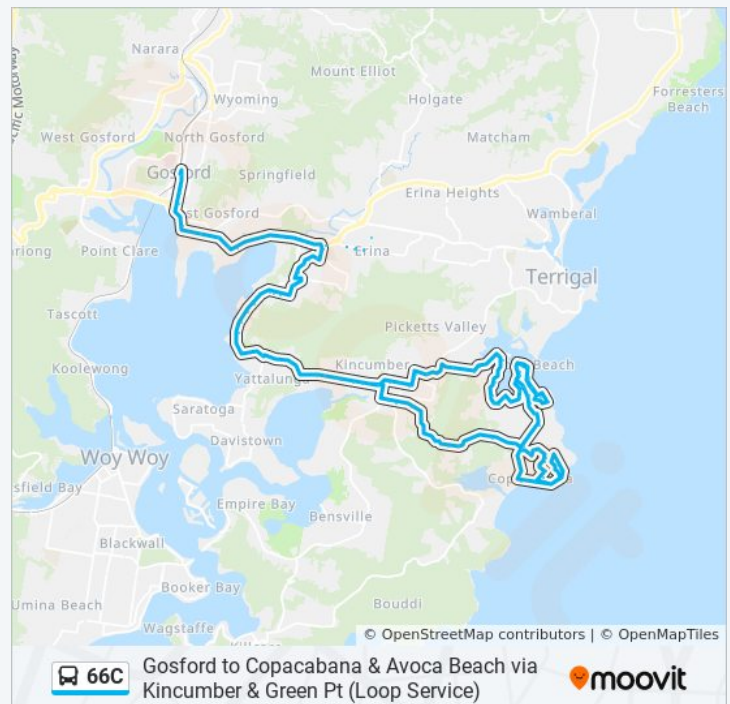 Narara
Mount Elliot
Forresters
Beach
Wyoming
Holgate
West Gosford
North Gosford
Matcham
Gosford
Springfield
Erina Heights
Wamberal
Point Clare
Erina
Terrigal
Tascott
Picketts Valley
Koolewong
Kincumber
Beach
Yattalunga
Saratoga
Davistown
Woy Woy
Empire Bay
Bensville
Blackwall
Booker Bay
Bouddi
Umina Beach
Wagstaffe
© OpenStreetMap contributors | © OpenMapTiles
66C
Gosford to Copacabana & Avoca Beach via
Kincumber & Green Pt (Loop Service)
moovit